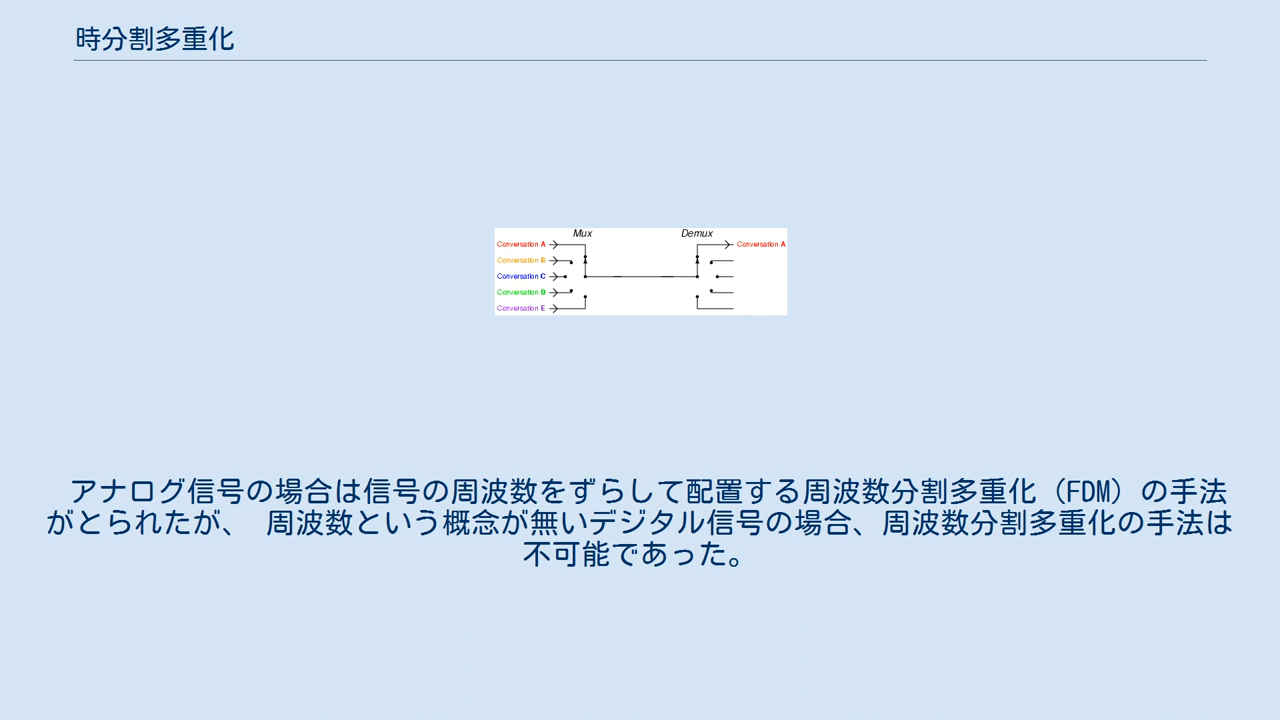 時分割多重化
Mux Demux
Conversation A Conversation A
Conversation B
Conversation C
Conversation D
Conversation E
アナログ信号の場合は信号の周波数をずらして配置する周波数分割多重化（FDM）の手法
がとられたが、 周波数という概念が無いデジタル信号の場合、周波数分割多重化の手法は
不可能であった。